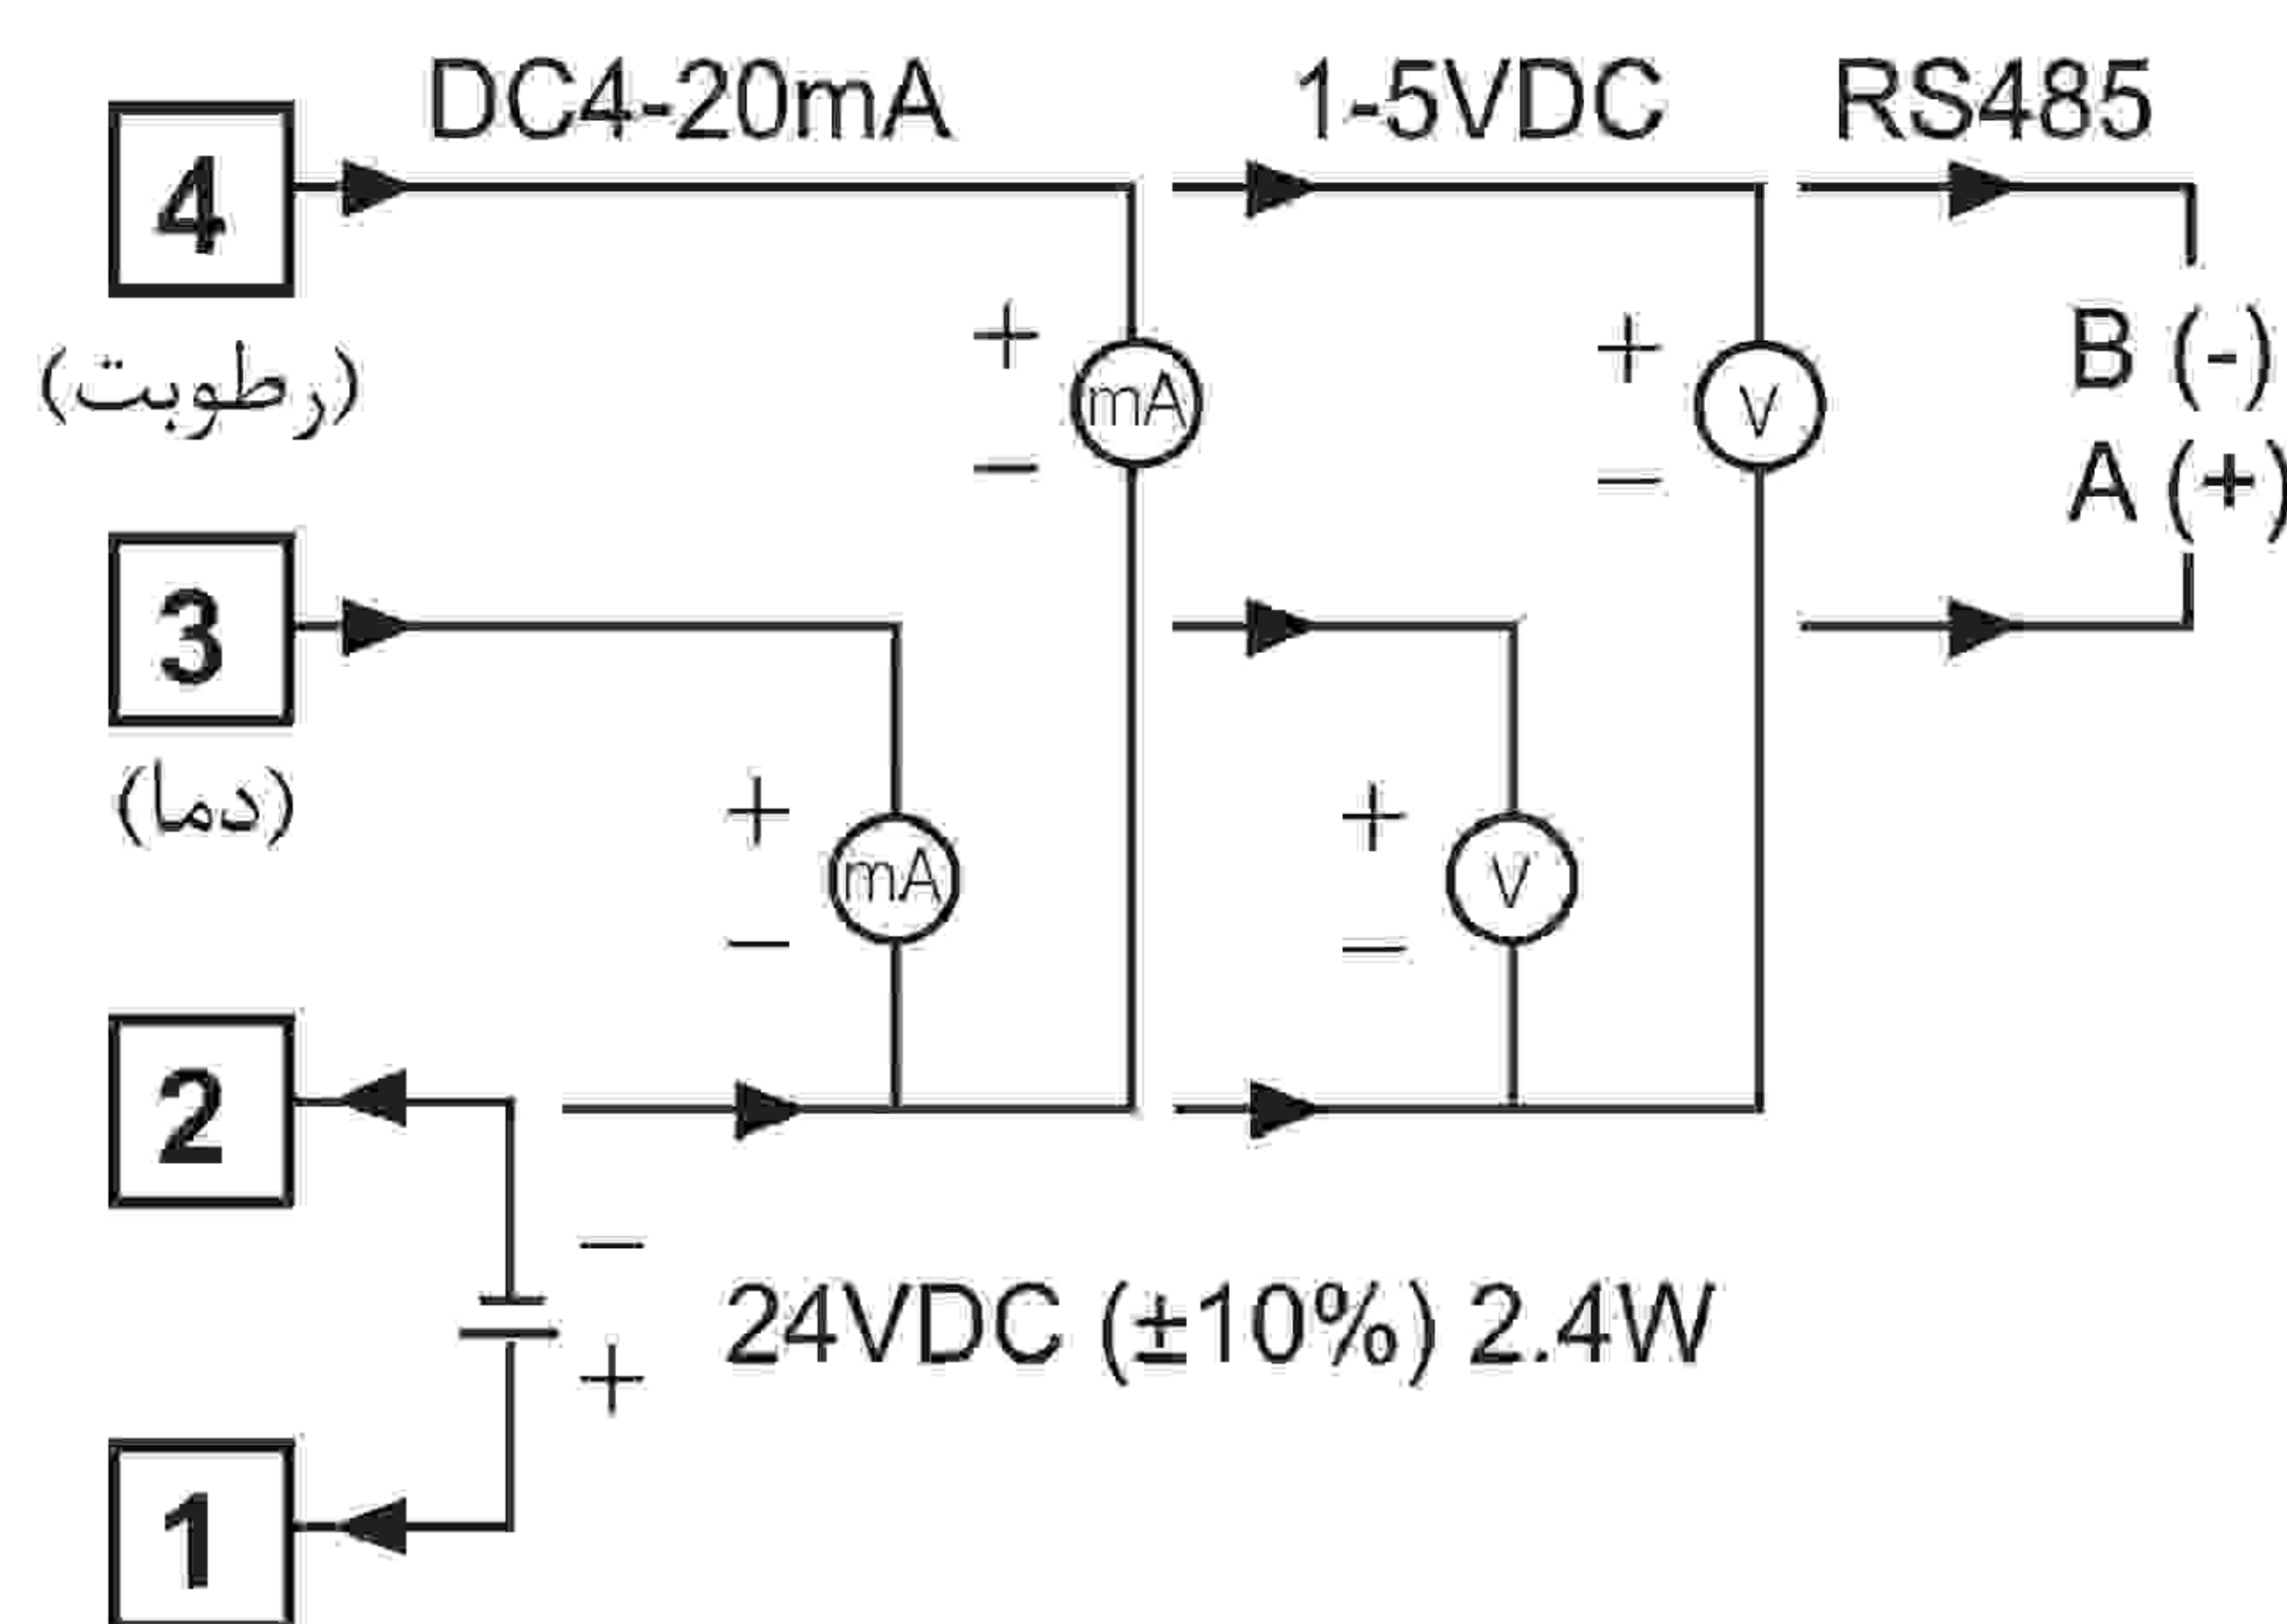 DC4-20mA 1-5VDC RS485
4
(رطوبت)
+ + B (-)
mA V
− = A (+)
3
(دما)
+ +
mA V
− =
2
−
24VDC (±10%) 2.4W
+
1